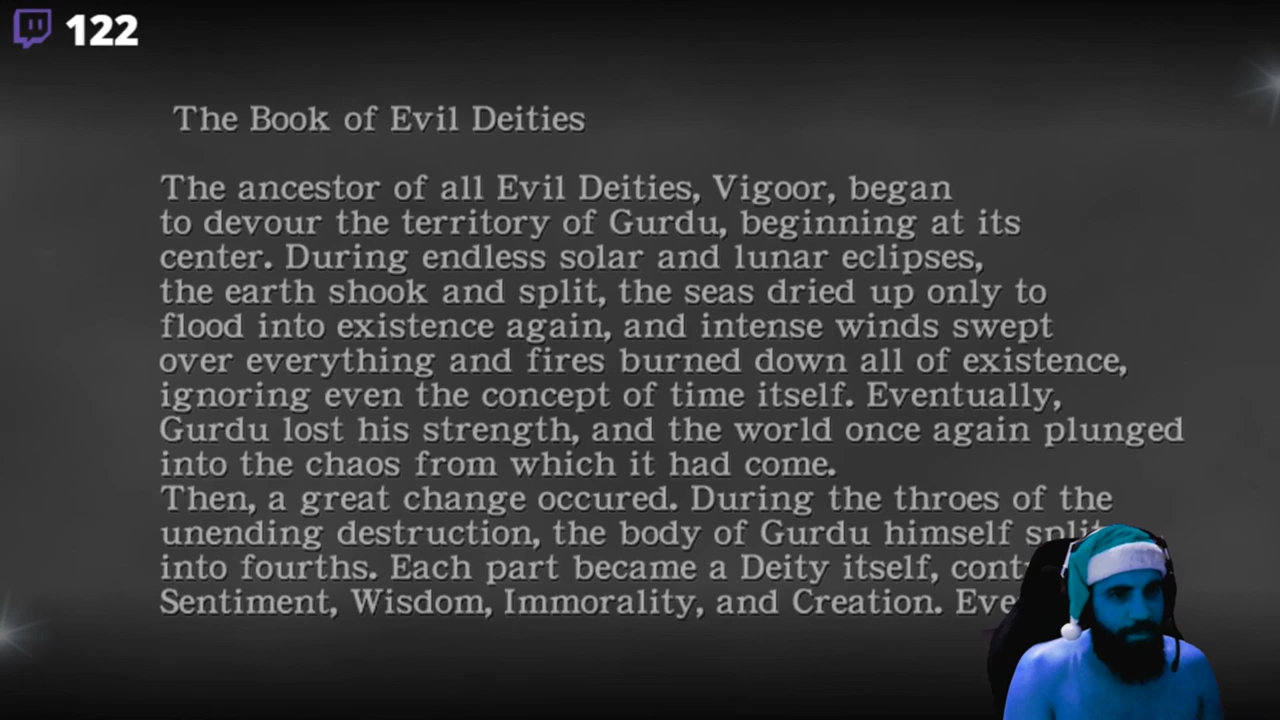 122
The Book of Evil Deities
The ancestor of all Evil Deities, Vigoor, began
to devour the territory of Gurdu, beginning at its
center. During endless solar and lunar eclipses,
the earth shook and split, the seas dried up only to
flood into existence again, and intense winds swept
over everything and fires burned down all of existence,
ignoring even the concept of time itself. Eventually,
Gurdu lost his strength, and the world once again plunged
into the chaos from which it had come.
Then, a great change occured. During the throes of the
unending destruction, the body of Gurdu himself split
into fourths. Each part became a Deity itself,
Sentiment, Wisdom, Immorality, and Creation.